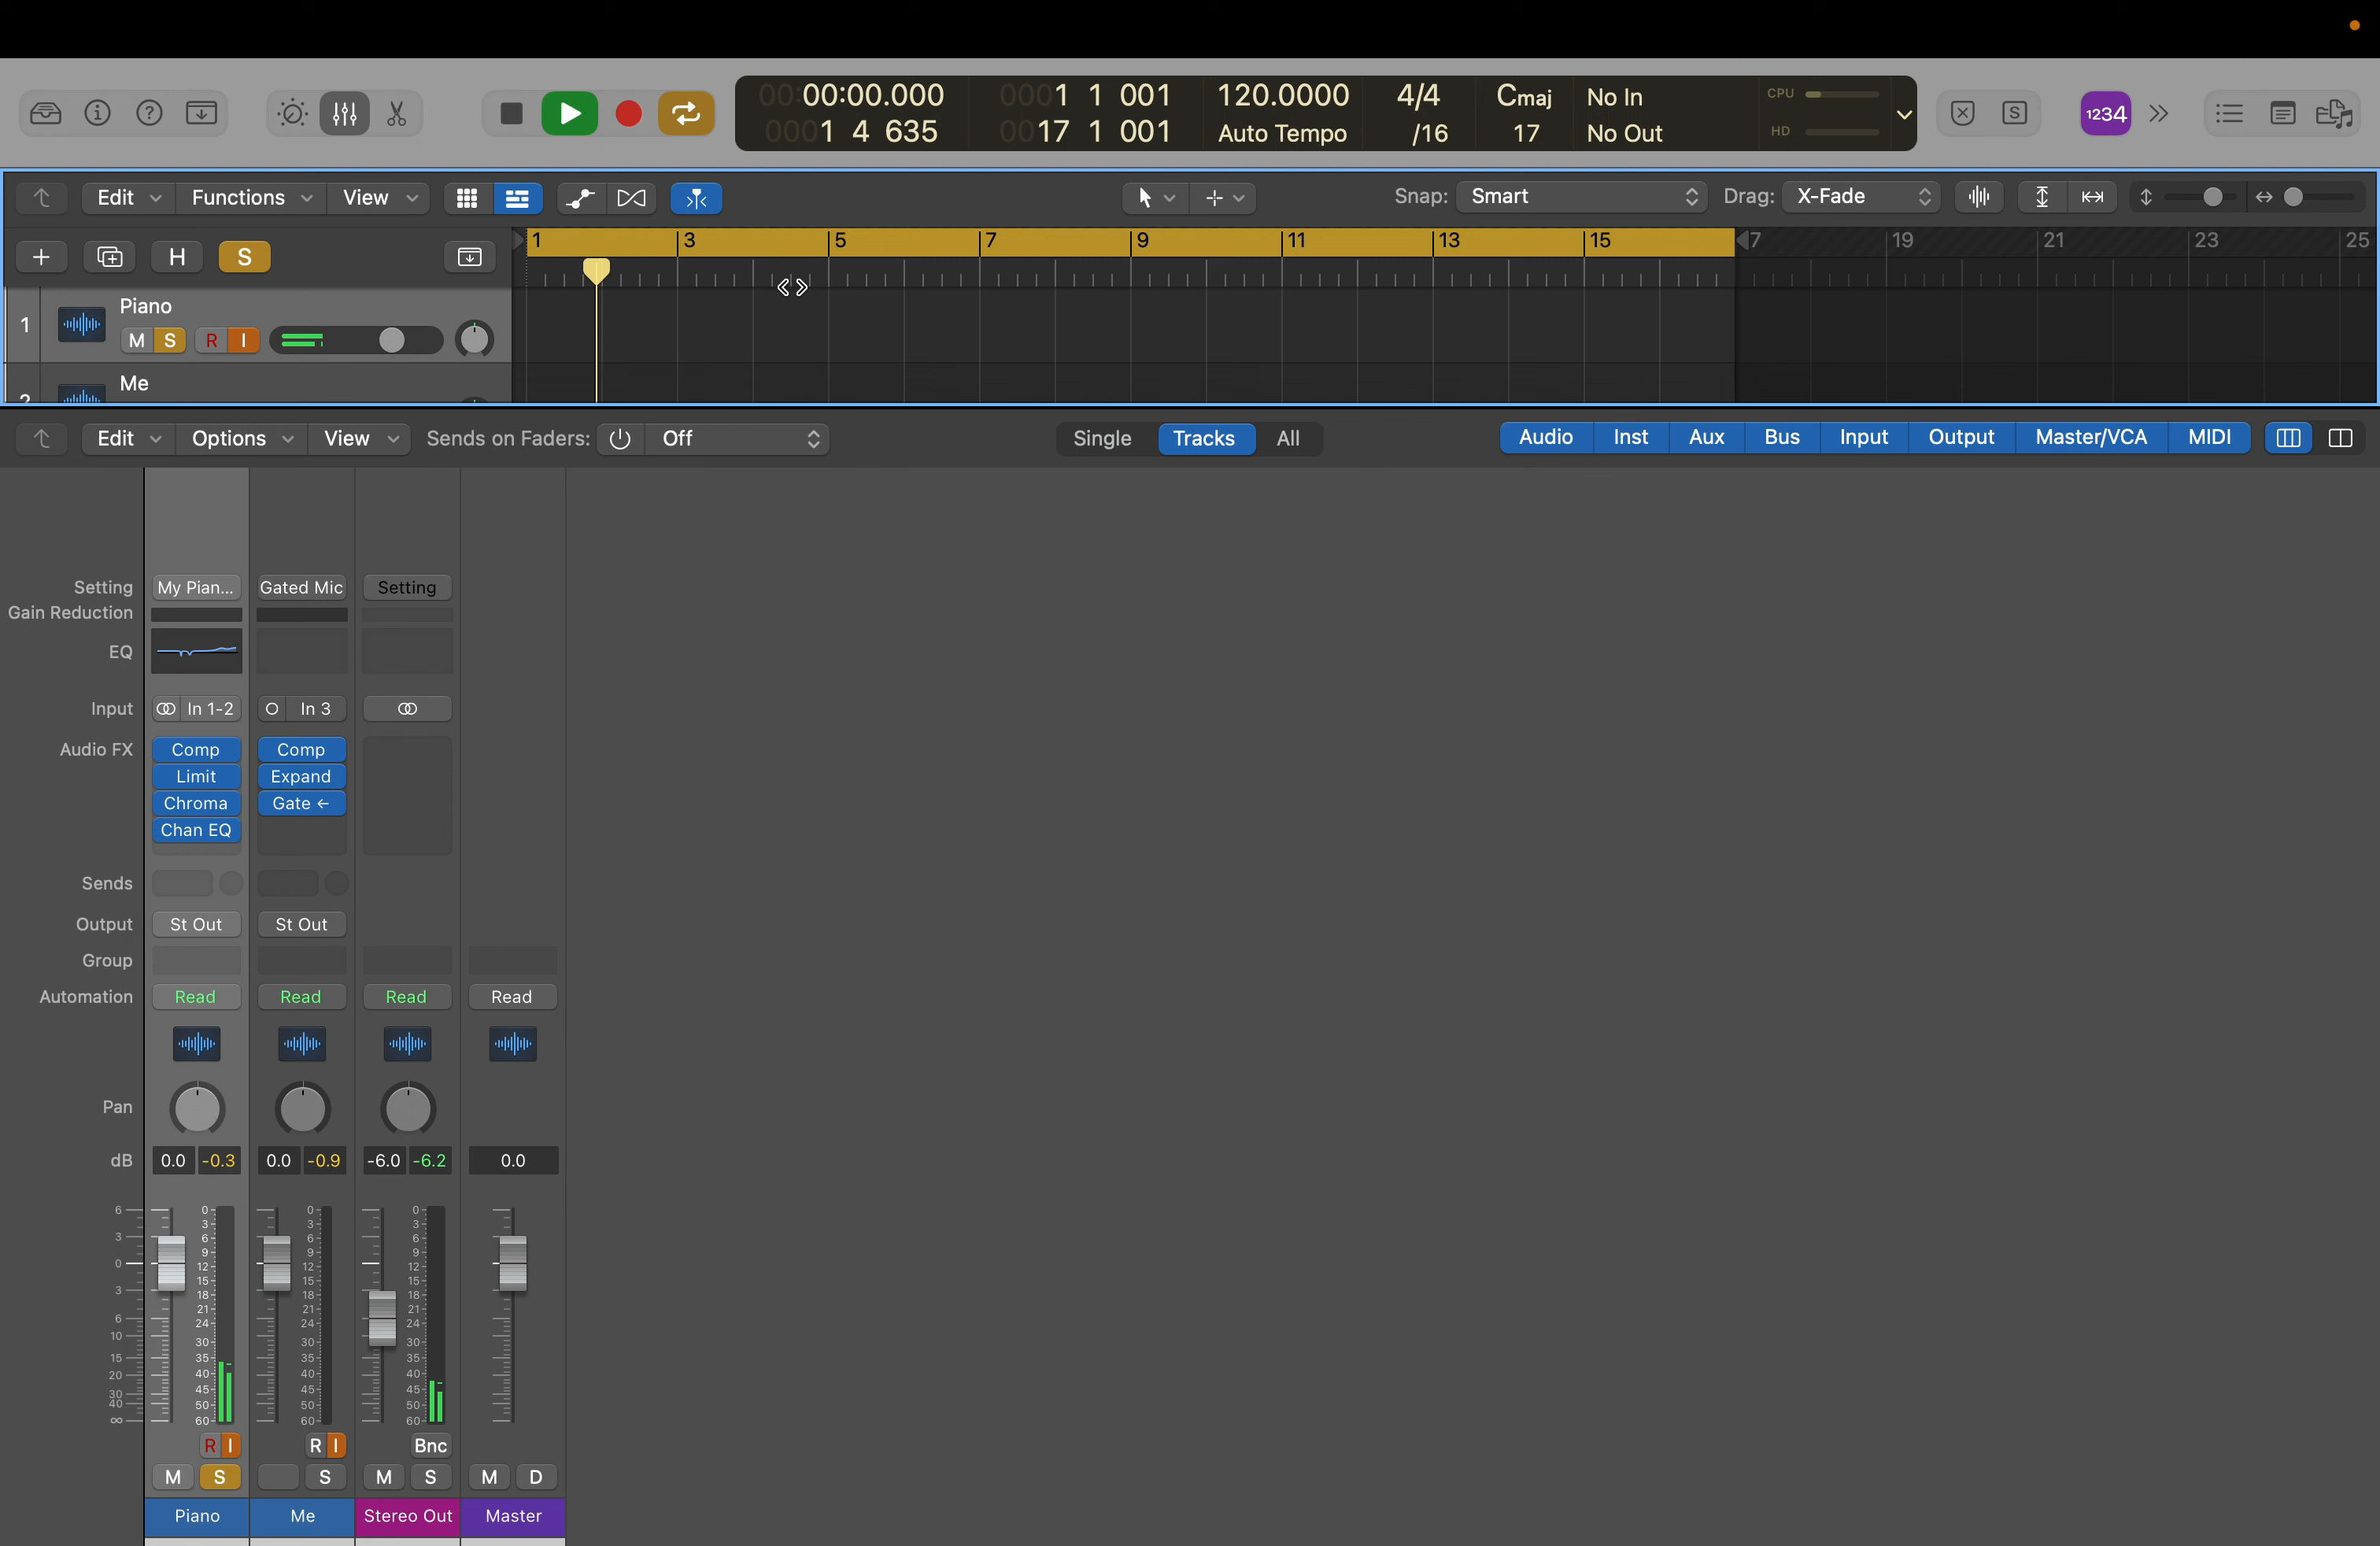 00:00:00.000 0001 1 001 120.0000 4/4 Cmaj No In CPU
0001 4 635 0017 1 001 Auto Tempo /16 17 No Out HD
S 1234
Edit Functions View Snap: Smart Drag: X-Fade
H S 1 3 5 7 9 11 13 15 7 19 21 23 25
Piano
1 M S R I
Me
2
Edit Options View Sends on Faders: Off Single Tracks All Audio Inst Aux Bus Input Output Master/VCA MIDI
Setting My Pian... Gated Mic Setting
Gain Reduction
EQ
Input In 1-2 In 3
Audio FX Comp Comp
Limit Expand
Chroma Gate ←
Chan EQ
Sends
Output St Out St Out
Group
Automation Read Read Read Read
Pan
dB 0.0 -0.3 0.0 -0.9 -6.0 -6.2 0.0
6 0 0 0
3 3 3
3 6 6 6
9 9 9
0 12 12 12
15 15 15
3 18 18 18
21 21 21
6 24 24 24
10 30 30 30
15 35 35 35
20 40 40 40
30 45 45 45
40 50 50 50
∞ 60 60 60
R I R I Bnc
M S S M S M D
Piano Me Stereo Out Master